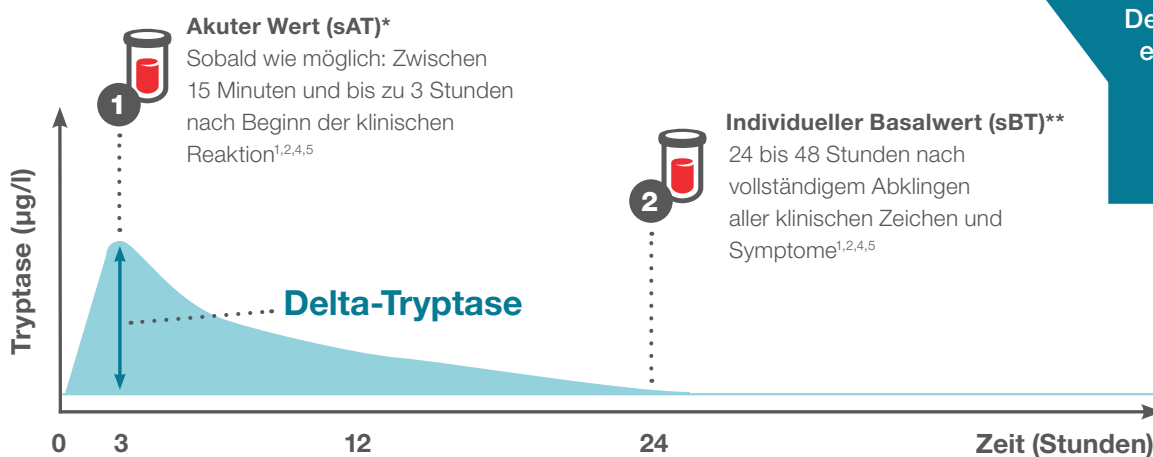 Akuter Wert (sAT)*
Sobald wie möglich: Zwischen
15 Minuten und bis zu 3 Stunden
nach Beginn der klinischen
Reaktion1,2,4,5
1
De
e
Individueller Basalwert (sBT)**
24 bis 48 Stunden nach
vollständigem Abklingen
aller klinischen Zeichen und
Symptome1,2,4,5
2
Tryptase (µg/l)
Delta-Tryptase
0 3 12 24 Zeit (Stunden)